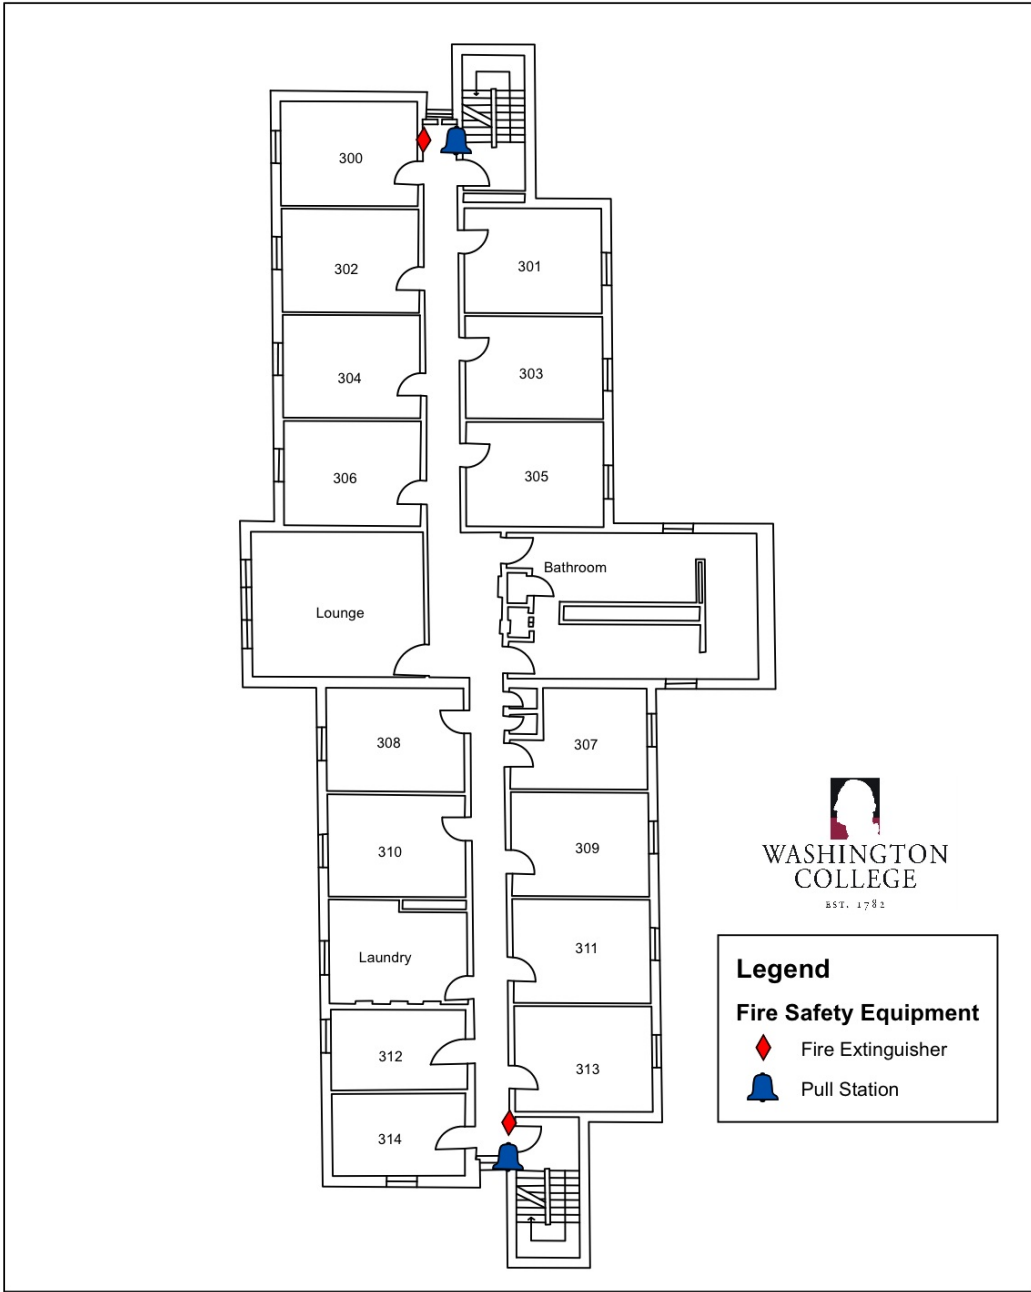 300
302
301
304
303
306
305
Bathroom
Lounge
308
307
310
309
WASHINGTON
COLLEGE
EST. 1782
Laundry
311
312
313
314
Legend
Fire Safety Equipment
Fire Extinguisher
Pull Station